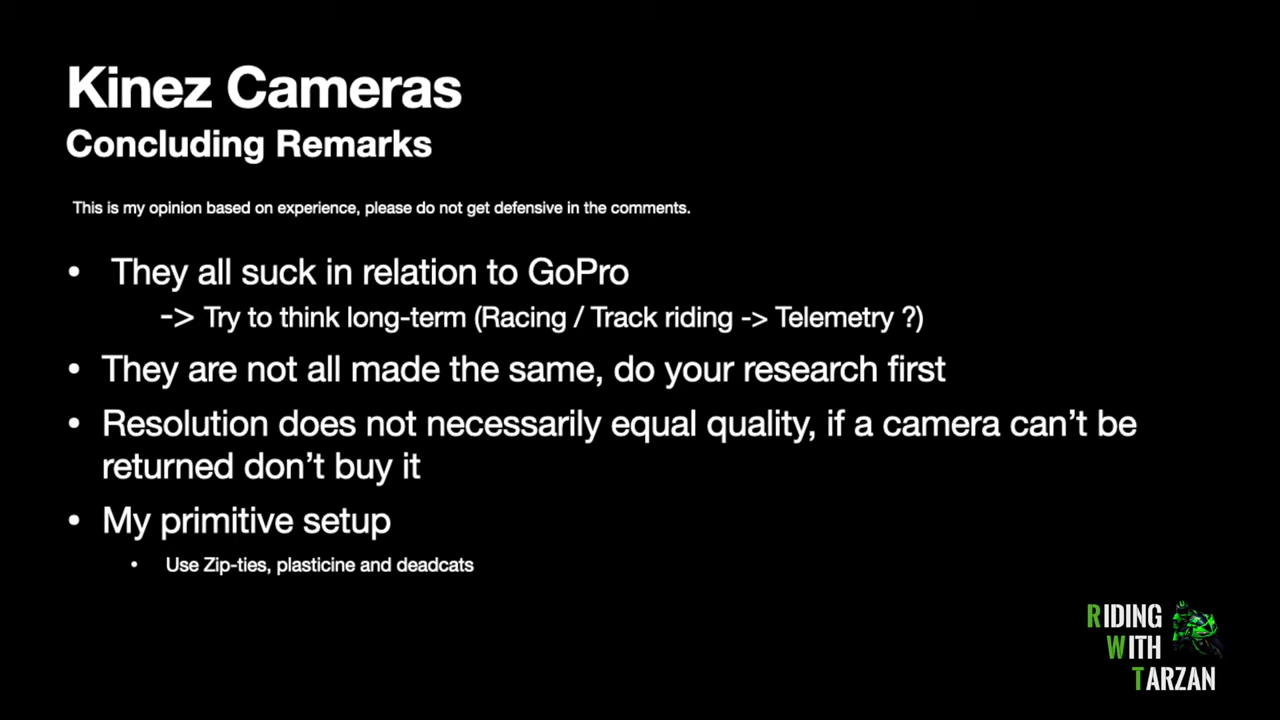 Kinez Cameras
Concluding Remarks
This is my opinion based on experience, please do not get defensive in the comments.
• They all suck in relation to GoPro
-> Try to think long-term (Racing / Track riding -> Telemetry ?)
• They are not all made the same, do your research first
• Resolution does not necessarily equal quality, if a camera can’t be
returned don’t buy it
• My primitive setup
• Use Zip-ties, plasticine and deadcats
RIDING
WITH
TARZAN